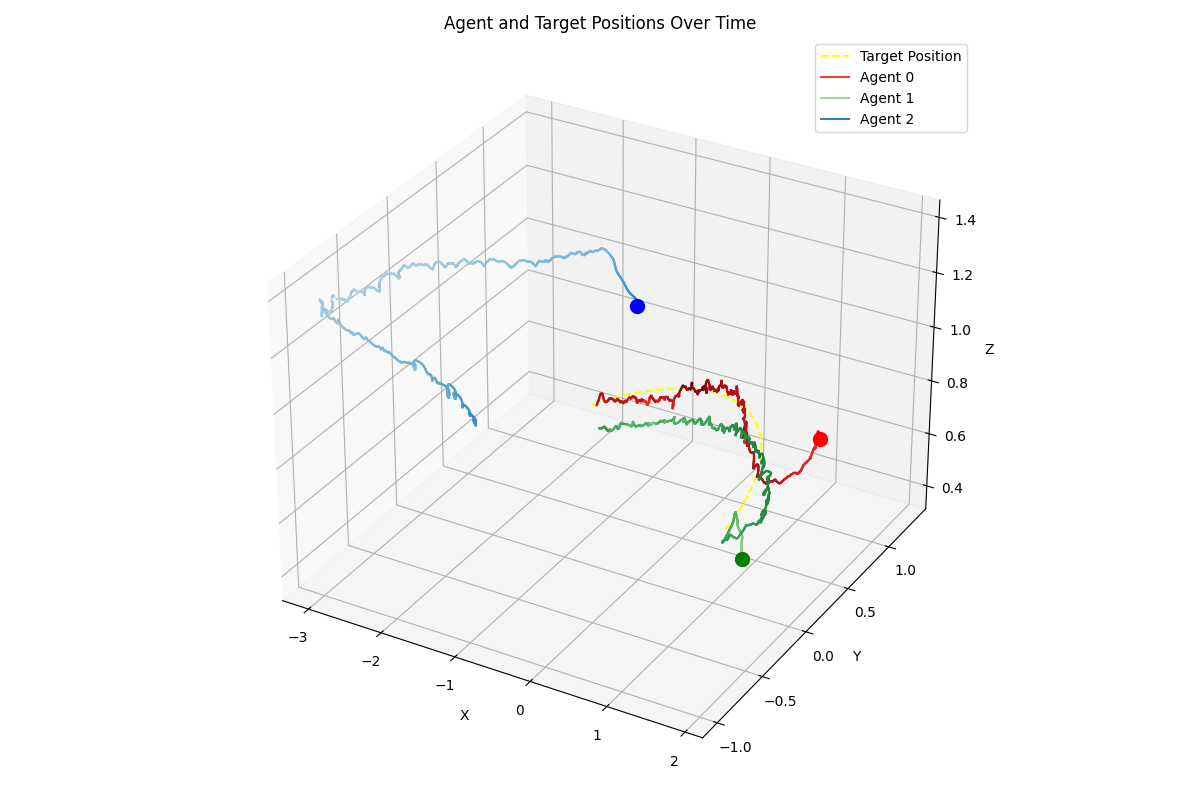 Agent and Target Positions Over Time
Target Position
Agent 0
Agent 1
Agent 2
1.4
1.2
1.0
Z
0.8
0.6
0.4
1.0
0.5
0.0
Y
−0.5
−1.0
−3
−2
−1
X
0
1
2